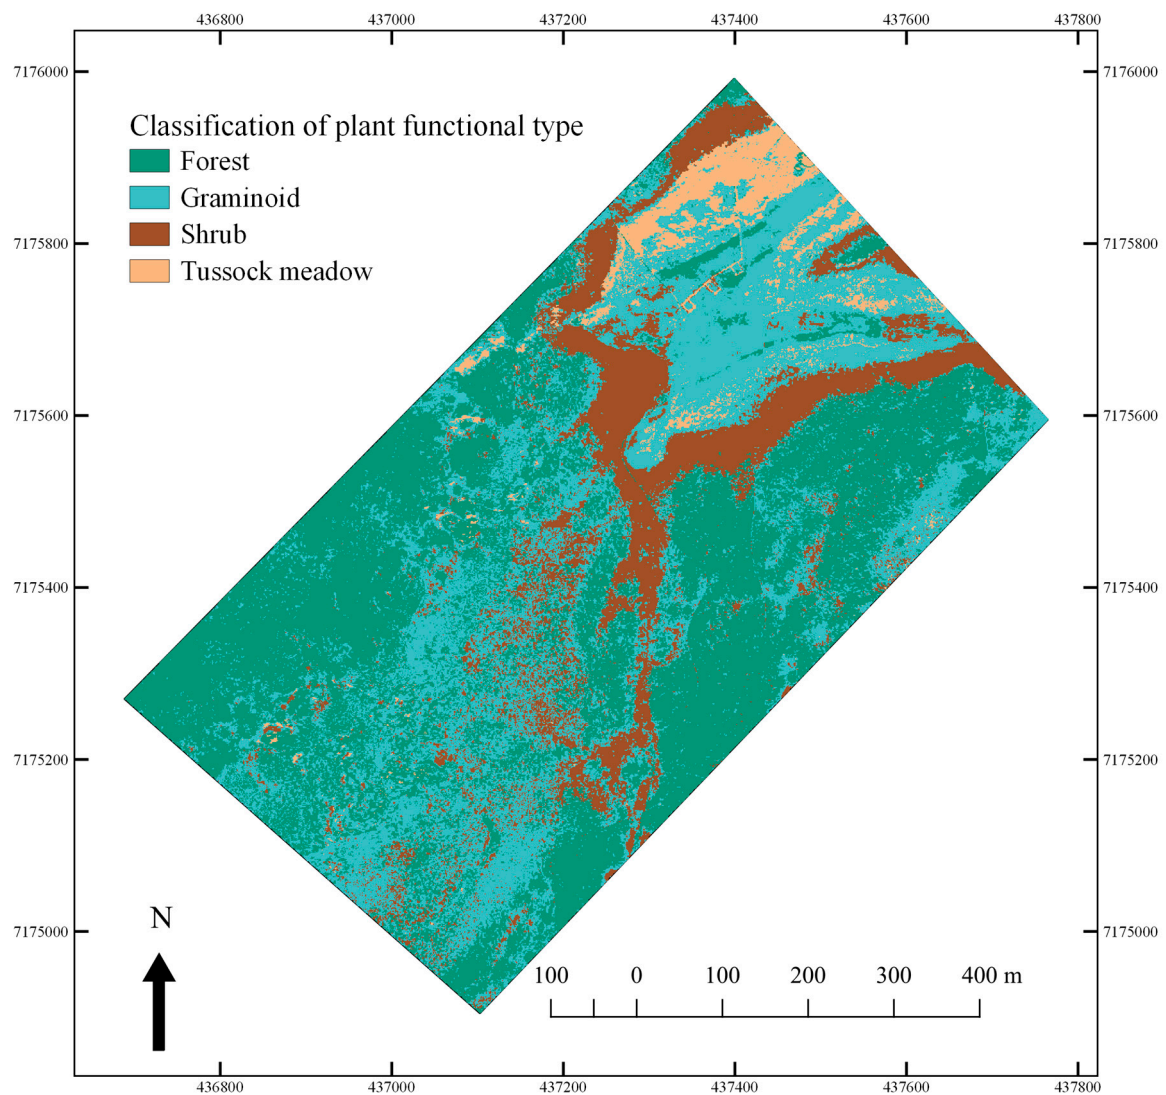 436800 437000 437200 437400 437600 437800
7176000 7176000
Classification of plant functional type
Forest
Graminoid
Shrub
Tussock meadow
7175800 7175800
7175600 7175600
7175400 7175400
7175200 7175200
N
7175000 7175000
100 0 100 200 300 400 m
436800 437000 437200 437400 437600 437800